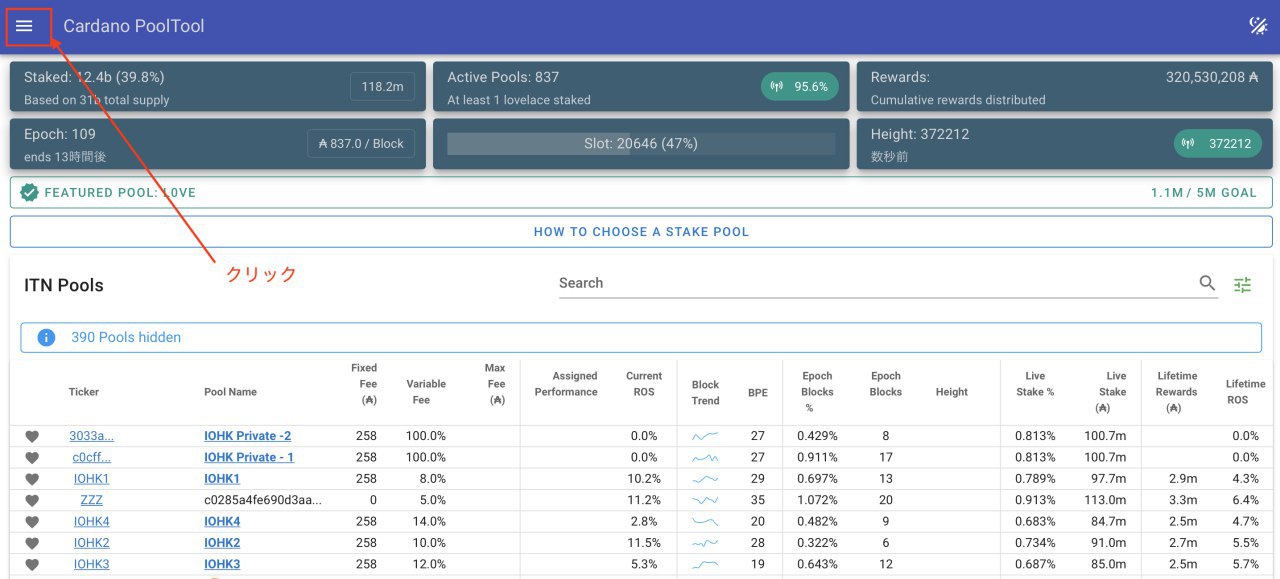 Cardano PoolTool
Staked: 12.4b (39.8%)
Based on 31b total supply
118.2m
Active Pools: 837
At least 1 lovelace staked
95.6%
Rewards:
320,530,208 ₳
Cumulative rewards distributed
Epoch: 109
ends 13時間後
₳ 837.0 / Block
Slot: 20646 (47%)
Height: 372212
数秒前
372212
FEATURED POOL: L0VE
1.1M / 5M GOAL
HOW TO CHOOSE A STAKE POOL
クリック
ITN Pools
Search
390 Pools hidden
Ticker
Pool Name
Fixed
Fee
(₳)
Variable
Fee
Max
Fee
(₳)
Assigned
Performance
Current
ROS
Block
Trend
BPE
Epoch
Blocks
%
Epoch
Blocks
Height
Live
Stake %
Live
Stake
(₳)
Lifetime
Rewards
(₳)
Lifetime
ROS
3033a... IOHK Private -2 258 100.0% 0.0% 27 0.429% 8 0.813% 100.7m 0.0%
c0cff... IOHK Private - 1 258 100.0% 0.0% 27 0.911% 17 0.813% 100.7m 0.0%
IOHK1 IOHK1 258 8.0% 10.2% 29 0.697% 13 0.789% 97.7m 2.9m 4.3%
ZZZ c0285a4fe690d3aa... 0 5.0% 11.2% 35 1.072% 20 0.913% 113.0m 3.3m 6.4%
IOHK4 IOHK4 258 14.0% 2.8% 20 0.482% 9 0.683% 84.7m 2.5m 4.7%
IOHK2 IOHK2 258 10.0% 11.5% 28 0.322% 6 0.734% 91.0m 2.7m 5.5%
IOHK3 IOHK3 258 12.0% 5.3% 19 0.643% 12 0.687% 85.0m 2.5m 5.7%